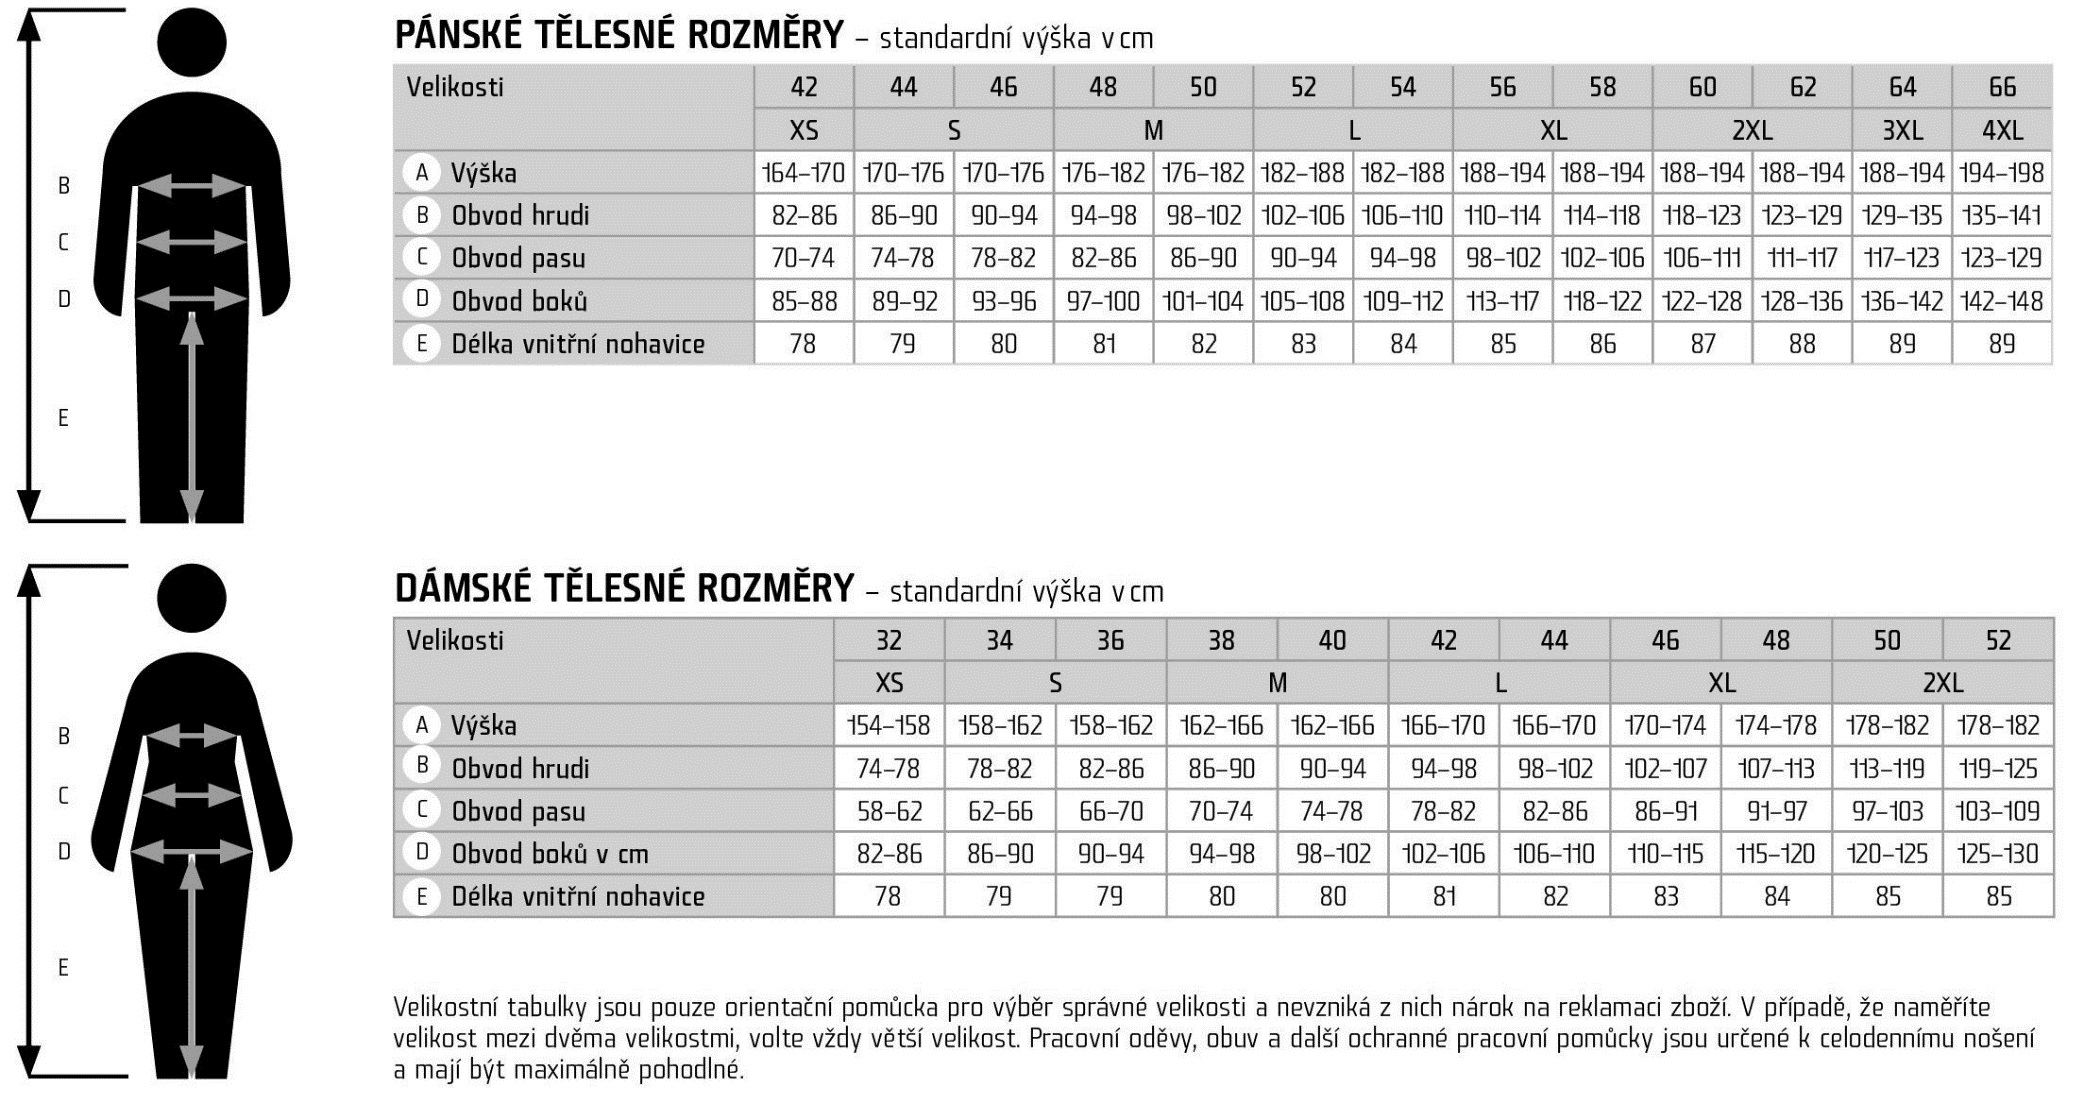 PÁNSKÉ TĚLESNÉ ROZMĚRY – standardní výška v cm
Velikosti 42 44 46 48 50 52 54 56 58 60 62 64 66
XS S M L XL 2XL 3XL 4XL
A Výška 164–170 170–176 170–176 176–182 176–182 182–188 182–188 188–194 188–194 188–194 188–194 188–194 194–198
B Obvod hrudi 82–86 86–90 90–94 94–98 98–102 102–106 106–110 110–114 114–118 118–123 123–129 129–135 135–141
C Obvod pasu 70–74 74–78 78–82 82–86 86–90 90–94 94–98 98–102 102–106 106–111 111–117 117–123 123–129
D Obvod boků 85–88 89–92 93–96 97–100 101–104 105–108 109–112 113–117 118–122 122–128 128–136 136–142 142–148
E Délka vnitřní nohavice 78 79 80 81 82 83 84 85 86 87 88 89 89
B
C
D
E
DÁMSKÉ TĚLESNÉ ROZMĚRY – standardní výška v cm
Velikosti 32 34 36 38 40 42 44 46 48 50 52
XS S M L XL 2XL
A Výška 154–158 158–162 158–162 162–166 162–166 166–170 166–170 170–174 174–178 178–182 178–182
B Obvod hrudi 74–78 78–82 82–86 86–90 90–94 94–98 98–102 102–107 107–113 113–119 119–125
C Obvod pasu 58–62 62–66 66–70 70–74 74–78 78–82 82–86 86–91 91–97 97–103 103–109
D Obvod boků v cm 82–86 86–90 90–94 94–98 98–102 102–106 106–110 110–115 115–120 120–125 125–130
E Délka vnitřní nohavice 78 79 79 80 80 81 82 83 84 85 85
B
C
D
E
Velikostní tabulky jsou pouze orientační pomůcka pro výběr správné velikosti a nevzniká z nich nárok na reklamaci zboží. V případě, že naměříte
velikost mezi dvěma velikostmi, volte vždy větší velikost. Pracovní oděvy, obuv a další ochranné pracovní pomůcky jsou určené k celodennímu nošení
a mají být maximálně pohodlné.